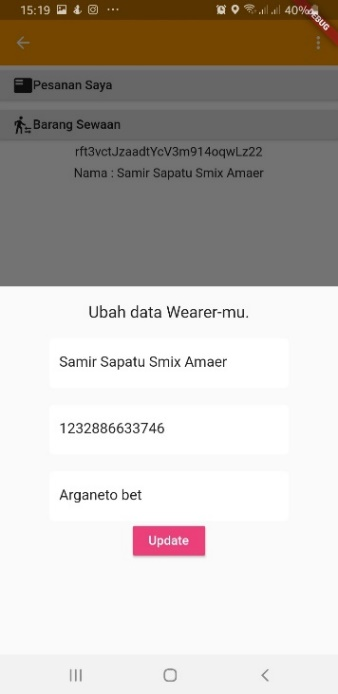 15:19
40%
DEBUG
Pesanan Saya
Barang Sewaan
rft3vctJzaadtYcV3m914oqwLz22
Nama : Samir Sapatu Smix Amaer
Ubah data Wearer-mu.
Samir Sapatu Smix Amaer
1232886633746
Arganeto bet
Update